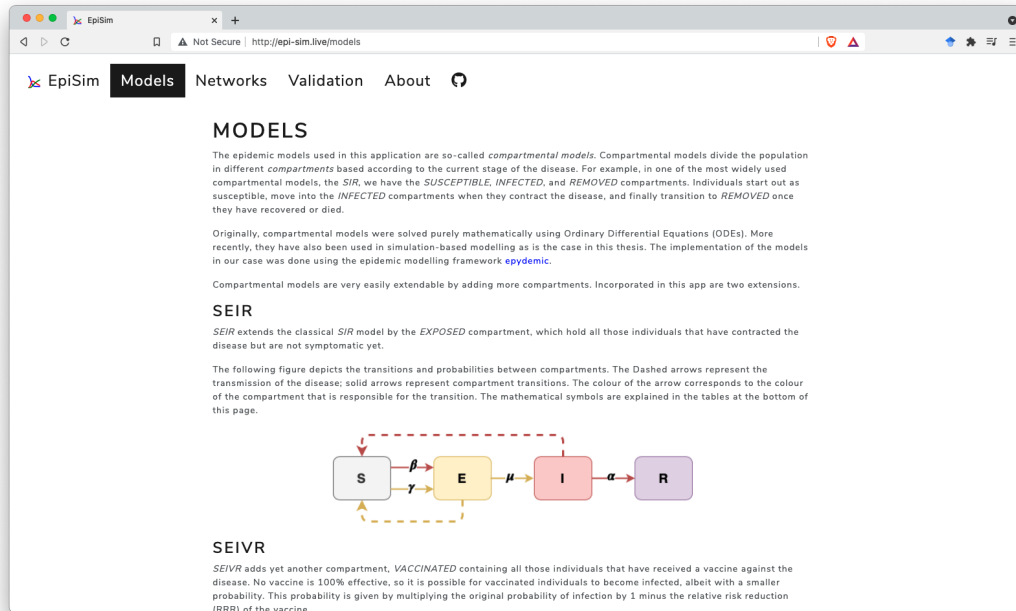 EpiSim
Not Secure http://epi-sim.live/models
EpiSim Models Networks Validation About
MODELS
The epidemic models used in this application are so-called compartmental models. Compartmental models divide the population
in different compartments based according to the current stage of the disease. For example, in one of the most widely used
compartmental models, the SIR, we have the SUSCEPTIBLE, INFECTED, and REMOVED compartments. Individuals start out as
susceptible, move into the INFECTED compartments when they contract the disease, and finally transition to REMOVED once
they have recovered or died.
Originally, compartmental models were solved purely mathematically using Ordinary Differential Equations (ODEs). More
recently, they have also been used in simulation-based modelling as is the case in this thesis. The implementation of the models
in our case was done using the epidemic modelling framework epydemic.
Compartmental models are very easily extendable by adding more compartments. Incorporated in this app are two extensions.
SEIR
SEIR extends the classical SIR model by the EXPOSED compartment, which hold all those individuals that have contracted the
disease but are not symptomatic yet.
The following figure depicts the transitions and probabilities between compartments. The Dashed arrows represent the
transmission of the disease; solid arrows represent compartment transitions. The colour of the arrow corresponds to the colour
of the compartment that is responsible for the transition. The mathematical symbols are explained in the tables at the bottom of
this page.
S β γ E μ I α R
SEIVR
SEIVR adds yet another compartment, VACCINATED containing all those individuals that have received a vaccine against the
disease. No vaccine is 100% effective, so it is possible for vaccinated individuals to become infected, albeit with a smaller
probability. This probability is given by multiplying the original probability of infection by 1 minus the relative risk reduction
(RRR) of the vaccine.